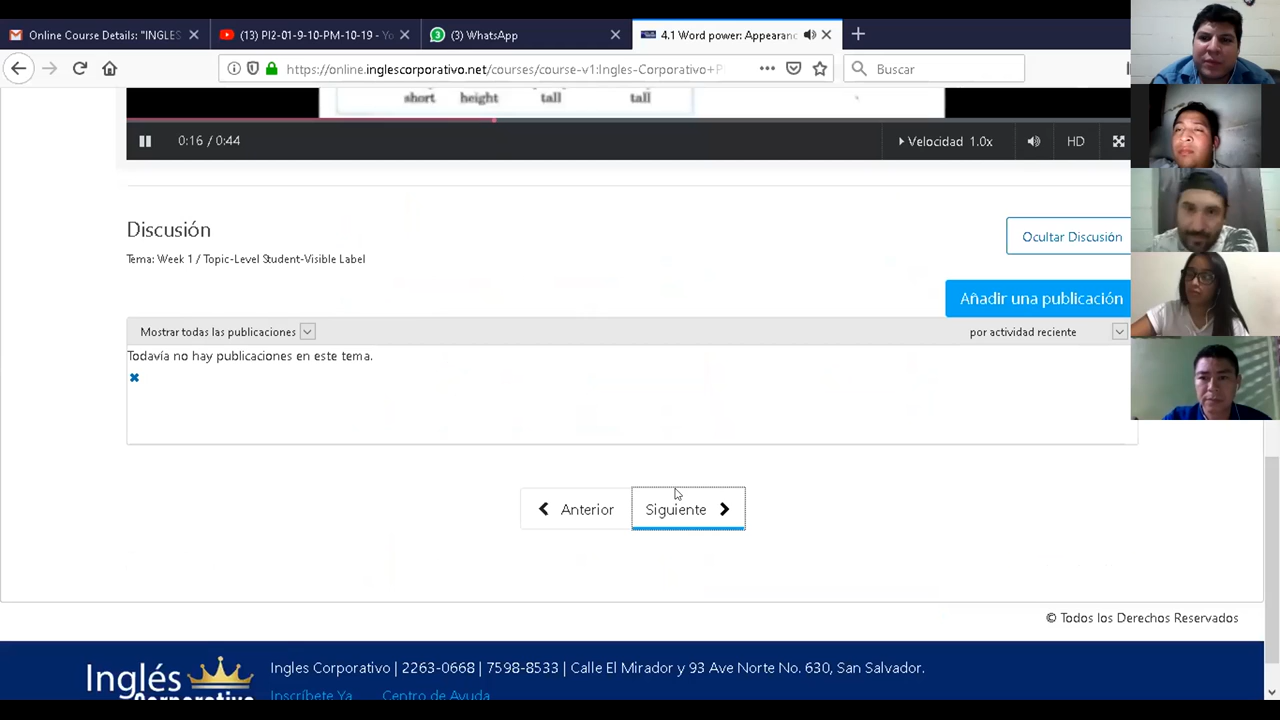 Online Course Details: "INGLES
(13) PI2-01-9-10-PM-10-19 - Yo
(3) WhatsApp
4.1 Word power: Appearanc
https://online.inglescorporativo.net/courses/course-v1:Ingles-Corporativo+P
Buscar
short height tall tall
0:16 / 0:44
Velocidad 1.0x
HD
Discusión
Ocultar Discusión
Tema: Week 1 / Topic-Level Student-Visible Label
Añadir una publicación
Mostrar todas las publicaciones
por actividad reciente
Todavía no hay publicaciones en este tema.
Anterior
Siguiente
© Todos los Derechos Reservados
Inglés
Corporativo
Ingles Corporativo | 2263-0668 | 7598-8533 | Calle El Mirador y 93 Ave Norte No. 630, San Salvador.
Inscríbete Ya
Centro de Ayuda